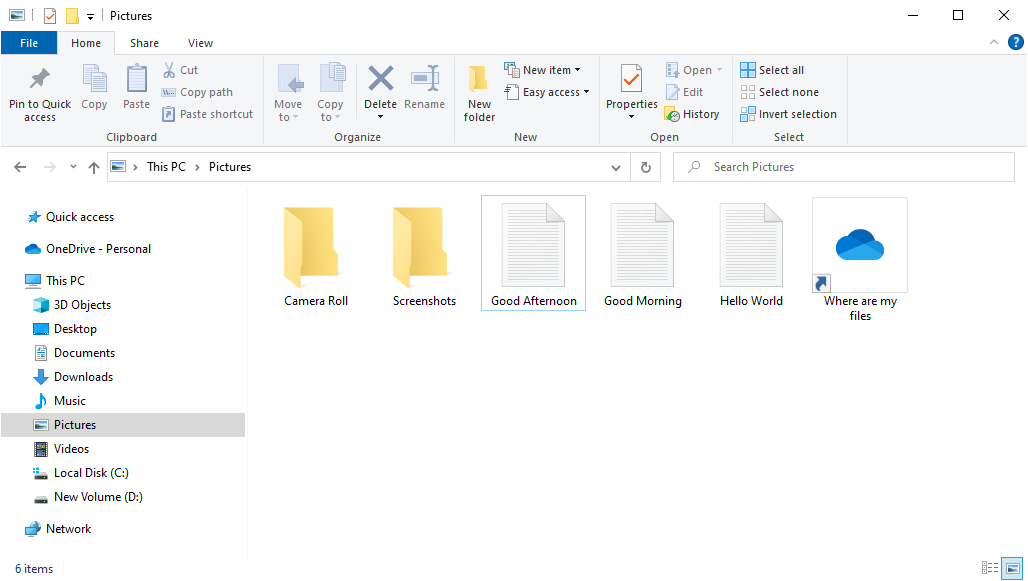 Pictures
File Home Share View
?
Pin to Quick access
Copy
Paste
Cut
Copy path
Paste shortcut
Clipboard
Move to
Copy to
Delete
Rename
Organize
New folder
New item
Easy access
New
Properties
Open
Edit
History
Open
Select all
Select none
Invert selection
Select
This PC > Pictures
Search Pictures
Quick access
OneDrive - Personal
This PC
3D Objects
Desktop
Documents
Downloads
Music
Pictures
Videos
Local Disk (C:)
New Volume (D:)
Network
Camera Roll
Screenshots
Good Afternoon
Good Morning
Hello World
Where are my
files
6 items